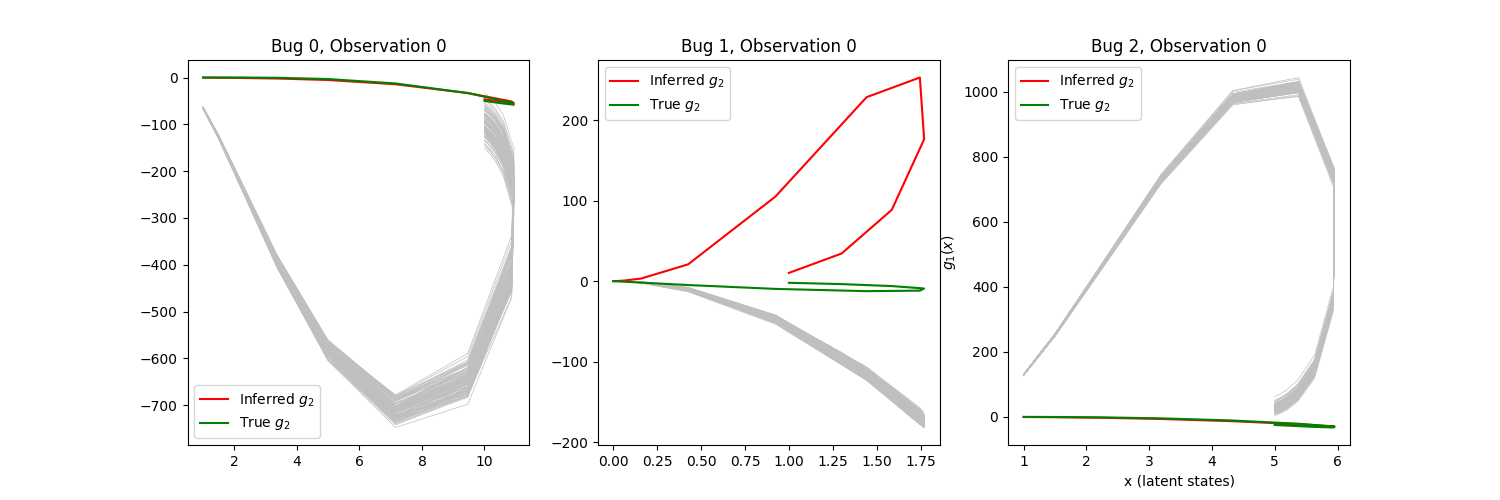 Bug 0, Observation 0
0
−100
−200
−300
−400
−500
−600
−700
2 4 6 8 10
Inferred g₂
True g₂
Bug 1, Observation 0
Inferred g₂
True g₂
200
100
0
−100
−200
0.00 0.25 0.50 0.75 1.00 1.25 1.50 1.75
Bug 2, Observation 0
Inferred g₂
True g₂
g₁(x)
1000
800
600
400
200
0
1 2 3 4 5 6
x (latent states)